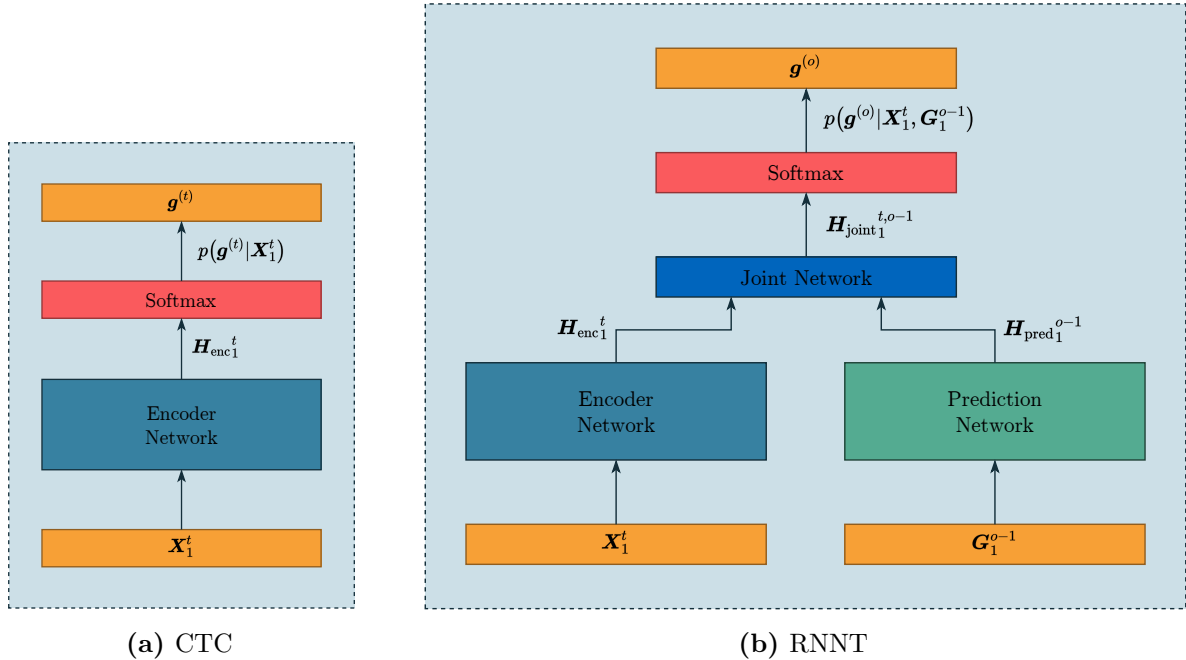 g^(t)
p(g^(t)|X_1^t)
Softmax
H_enc_1^t
Encoder
Network
X_1^t
(a) CTC
g^(o)
p(g^(o)|X_1^t, G_1^{o-1})
Softmax
H_joint_1^{t,o-1}
Joint Network
H_enc_1^t
H_pred_1^{o-1}
Encoder
Network
Prediction
Network
X_1^t
G_1^{o-1}
(b) RNNT